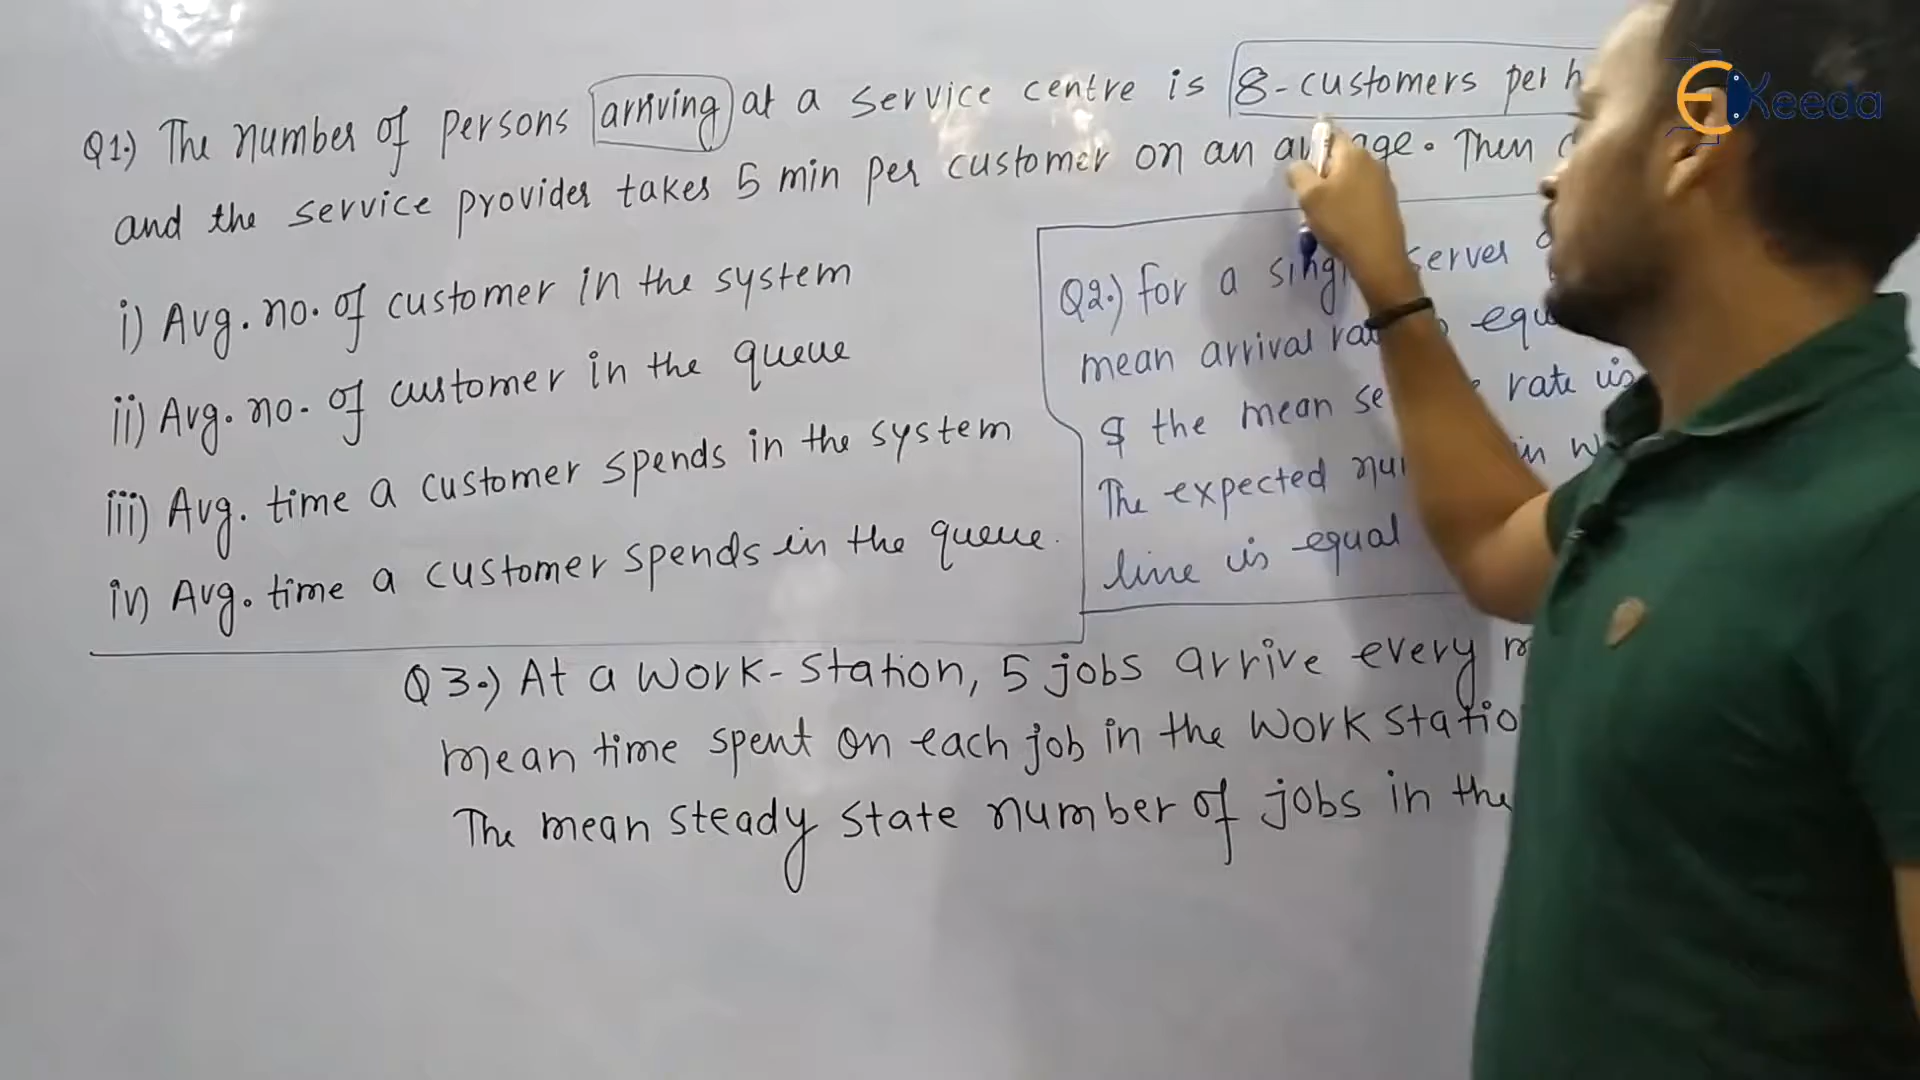 Q1.) The number of persons arriving at a service centre is 8-customers per h
and the service provider takes 5 min per customer on an average. Then
i) Avg. no. of customer in the system
ii) Avg. no. of customer in the queue
iii) Avg. time a customer spends in the system
iv) Avg. time a customer spends in the queue.
Q2.) For a single server
mean arrival
& the mean rate is
The expected in
line is equal
Q3.) At a work-station, 5 jobs arrive every
mean time spent on each job in the work
The mean steady state number of jobs in the
EKeeda